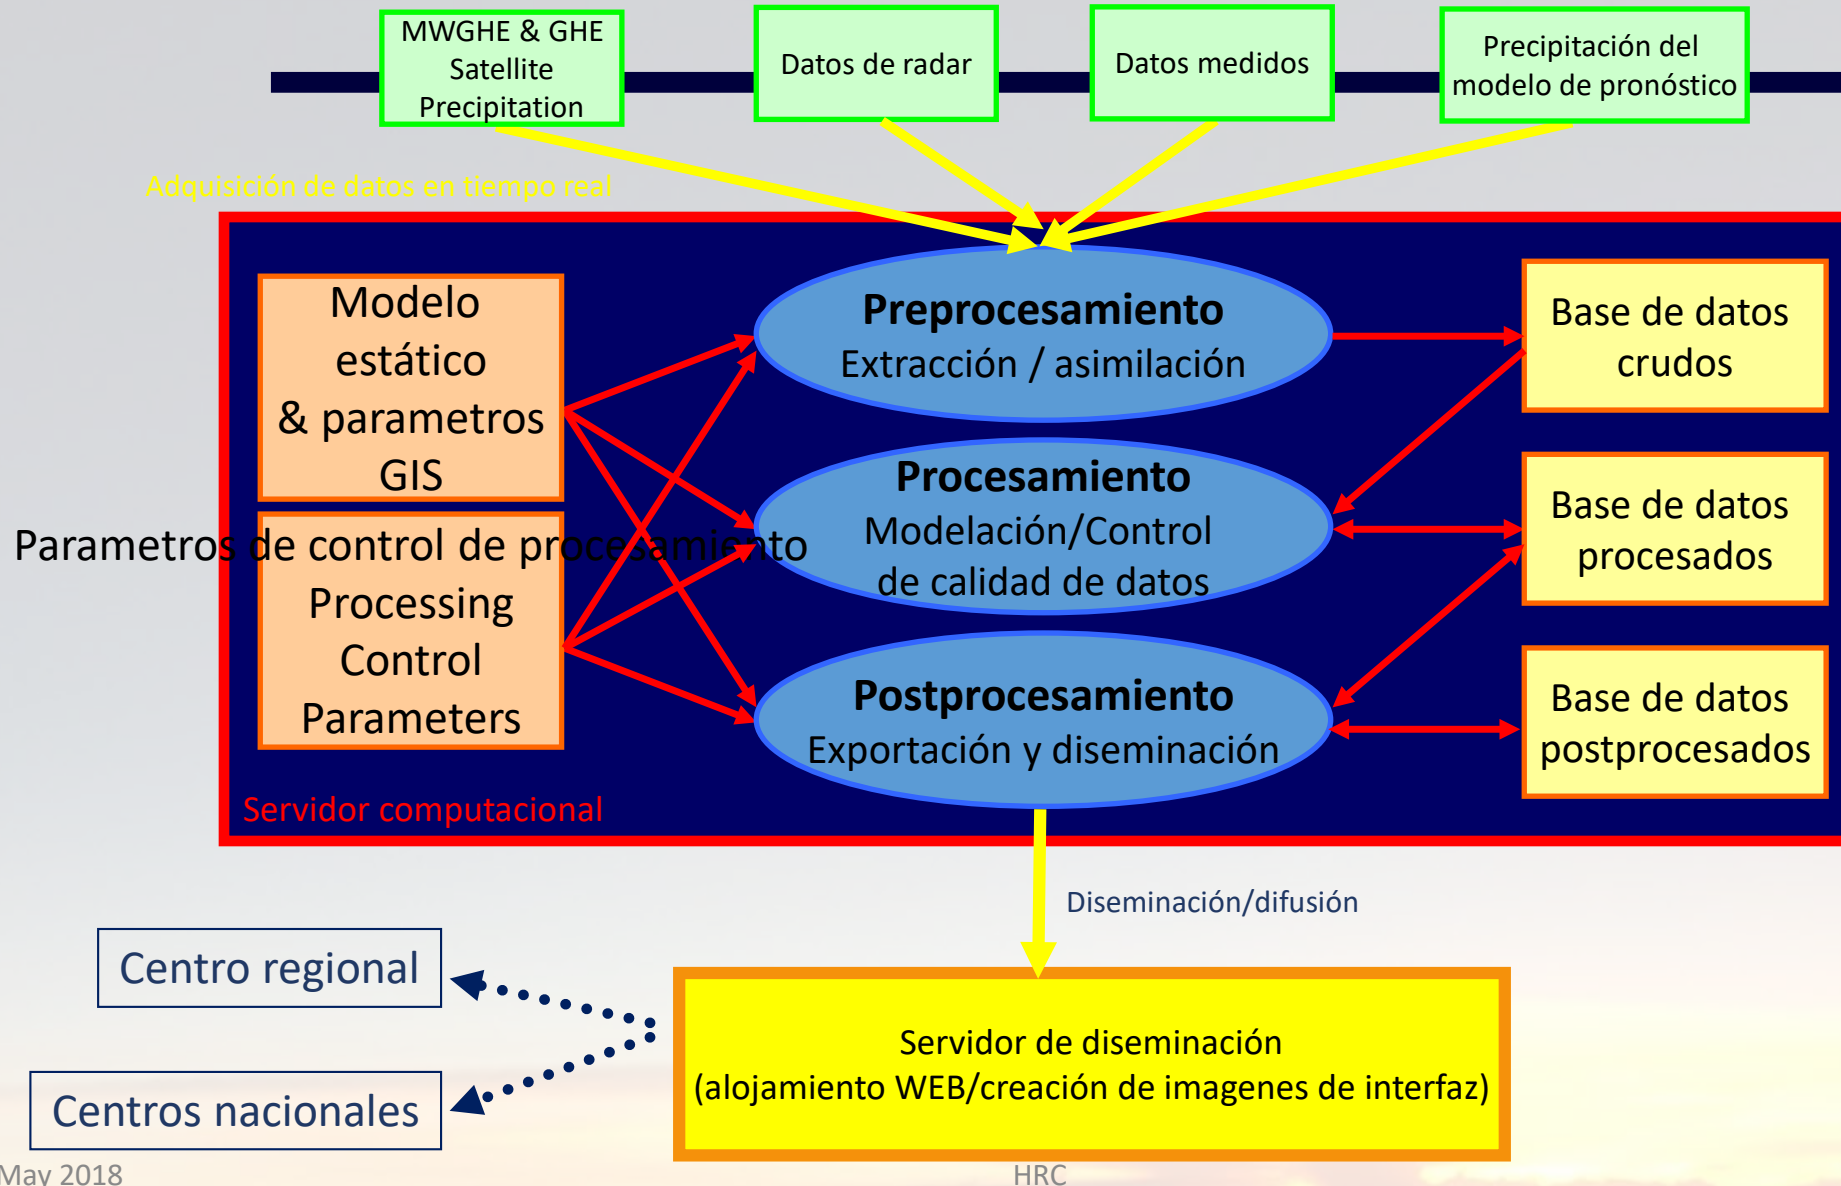 MWGHE & GHE
Satellite
Precipitation
Datos de radar
Datos medidos
Precipitación del
modelo de pronóstico
Adquisición de datos en tiempo real
Modelo
estático
& parametros
GIS
Parametros de control de procesamiento
Processing
Control
Parameters
Preprocesamiento
Extracción / asimilación
Procesamiento
Modelación/Control
de calidad de datos
Postprocesamiento
Exportación y diseminación
Base de datos
crudos
Base de datos
procesados
Base de datos
postprocesados
Servidor computacional
Diseminación/difusión
Centro regional
Centros nacionales
Servidor de diseminación
(alojamiento WEB/creación de imagenes de interfaz)
May 2018
HRC